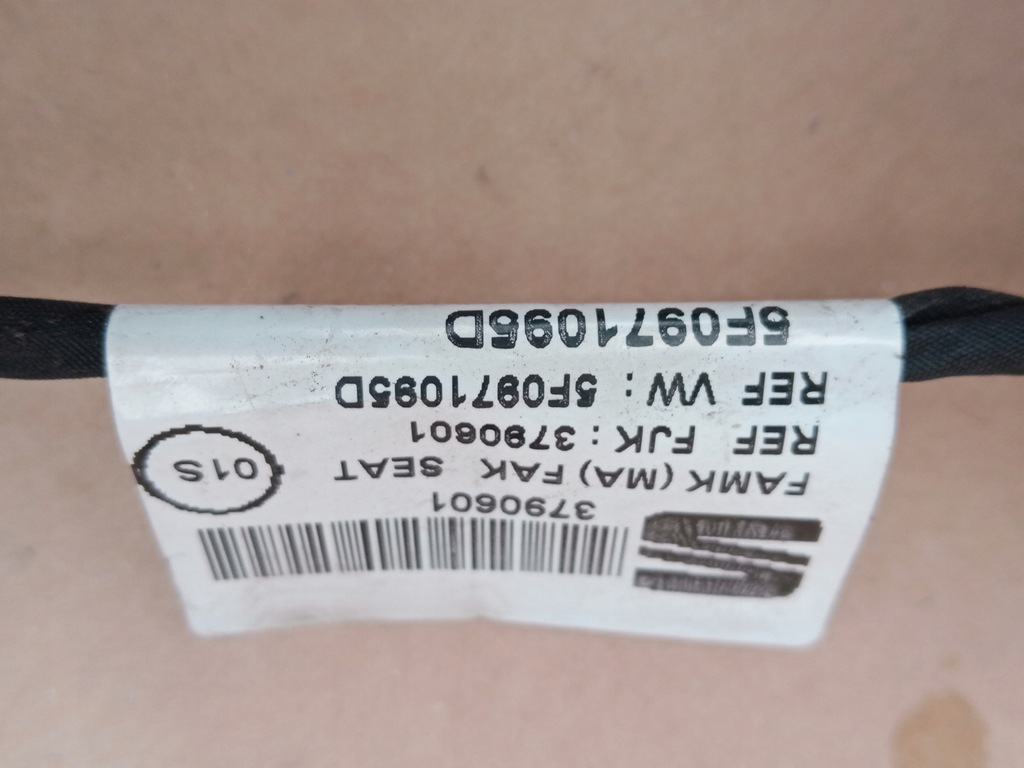 3790601
FAMK(MA)FAK SEAT
01S
REF FJK:3790601
REF VW: 5F0971095D
5F0971095D